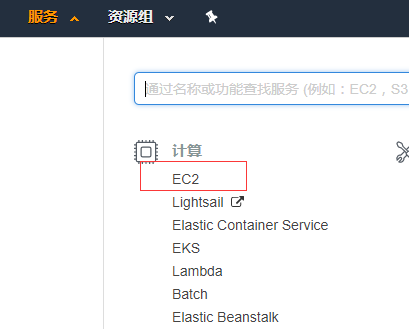 服务 资源组
通过名称或功能查找服务 (例如：EC2，S3
计算
EC2
Lightsail
Elastic Container Service
EKS
Lambda
Batch
Elastic Beanstalk